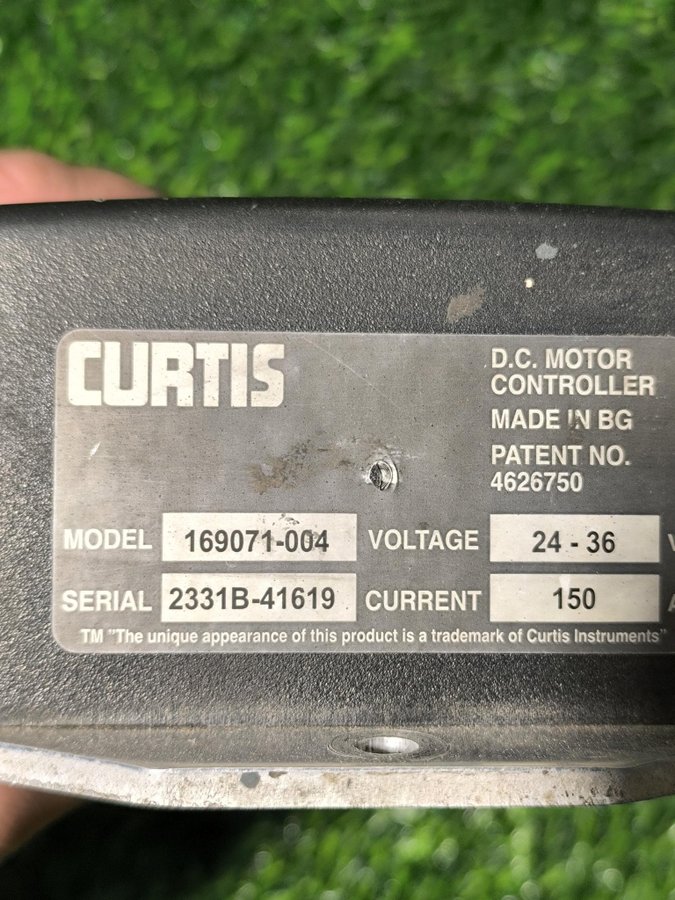 CURTIS
D.C. MOTOR
CONTROLLER
MADE IN BG
PATENT NO.
4626750
MODEL 169071-004 VOLTAGE 24 - 36
SERIAL 2331B-41619 CURRENT 150
TM "The unique appearance of this product is a trademark of Curtis Instruments"